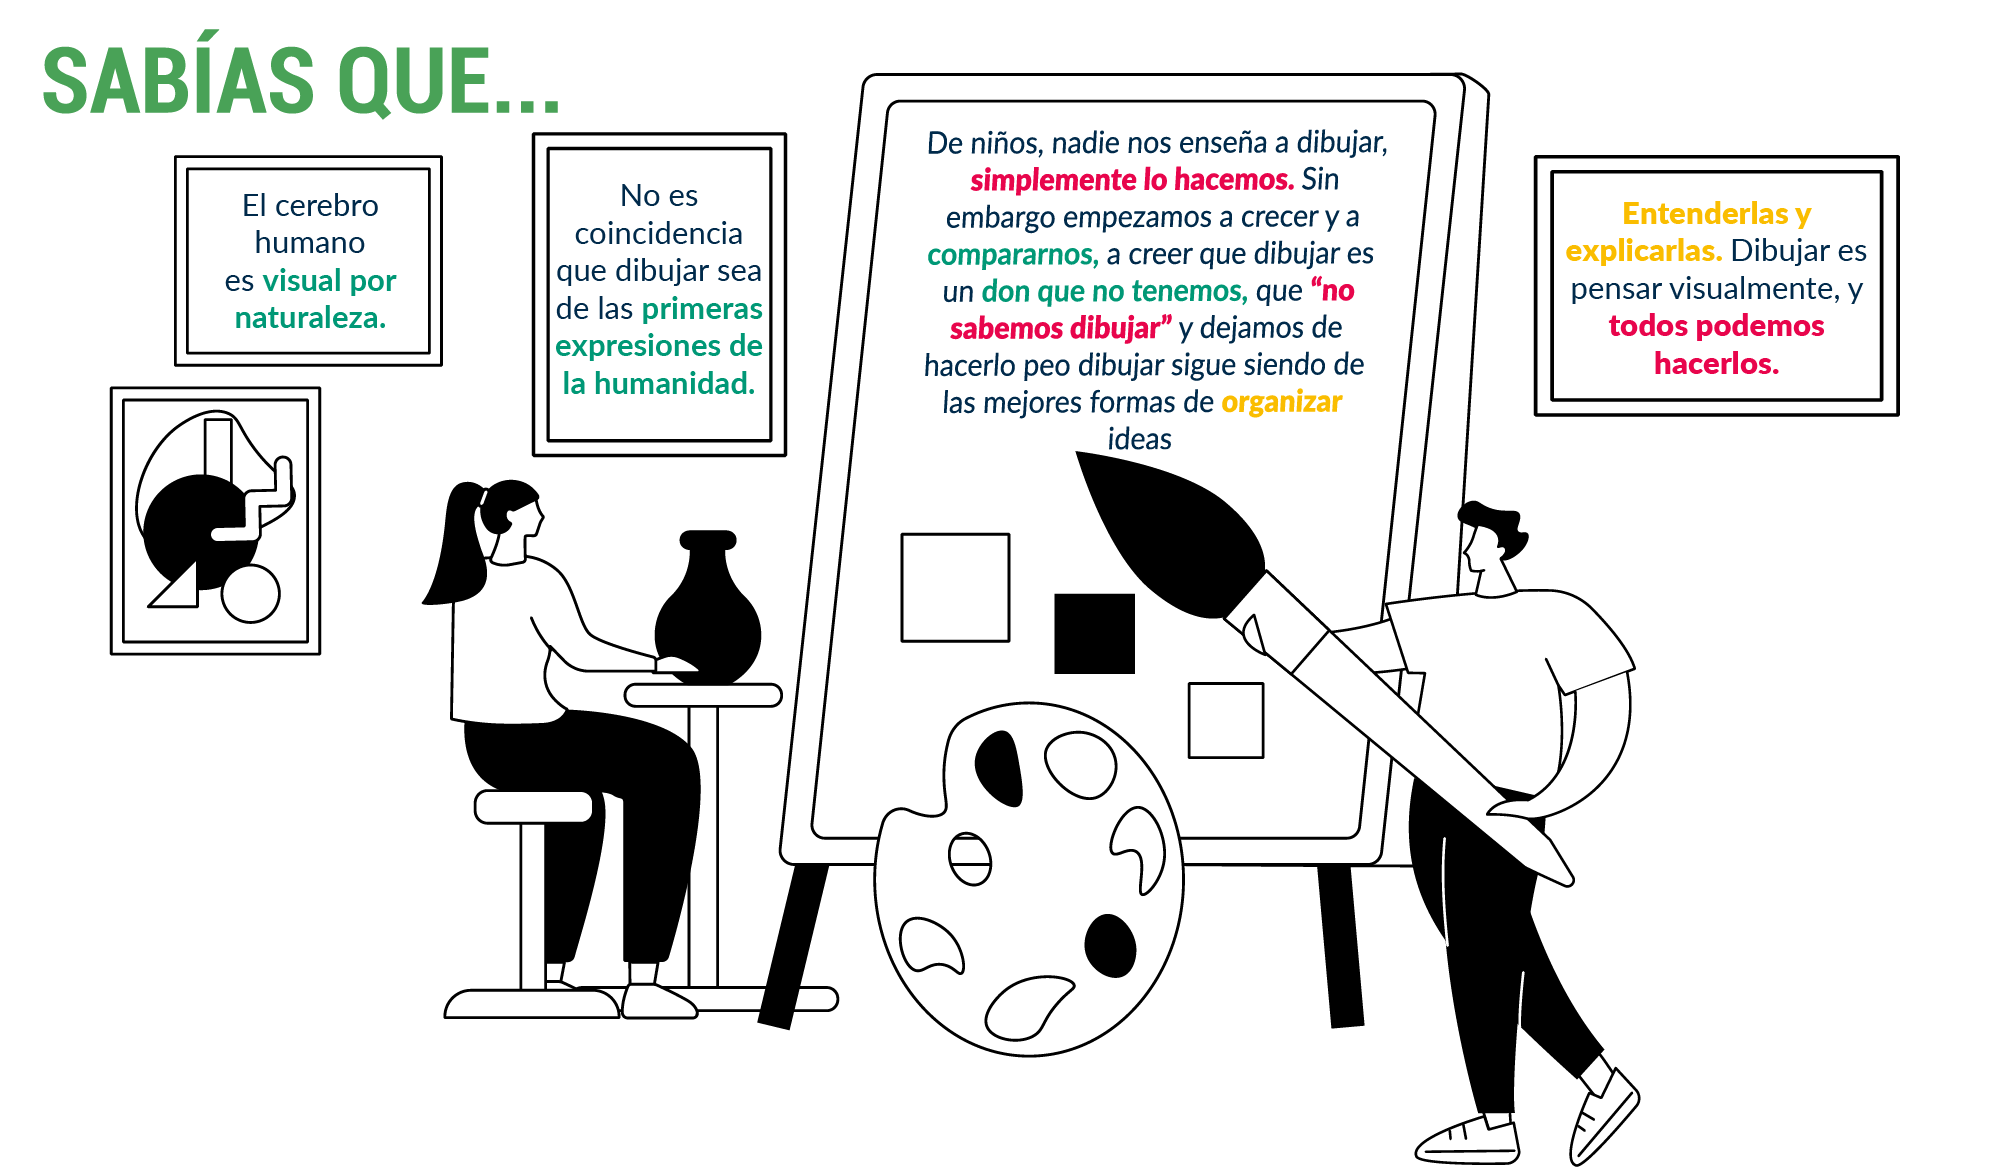 SABÍAS QUE...
El cerebro
humano
es visual por
naturaleza.
No es
coincidencia
que dibujar sea
de las primeras
expresiones de
la humanidad.
De niños, nadie nos enseña a dibujar,
simplemente lo hacemos. Sin
embargo empezamos a crecer y a
compararnos, a creer que dibujar es
un don que no tenemos, que “no
sabemos dibujar” y dejamos de
hacerlo peo dibujar sigue siendo de
las mejores formas de organizar
ideas
Entenderlas y
explicarlas. Dibujar es
pensar visualmente, y
todos podemos
hacerlos.